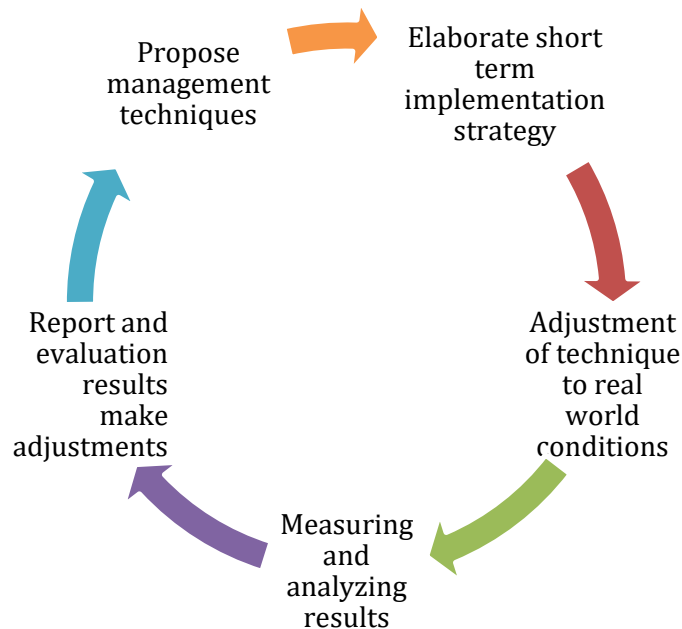 Propose
management
techniques
Elaborate short
term
implementation
strategy
Adjustment
of technique
to real
world
conditions
Measuring
and
analyzing
results
Report and
evaluation
results
make
adjustments